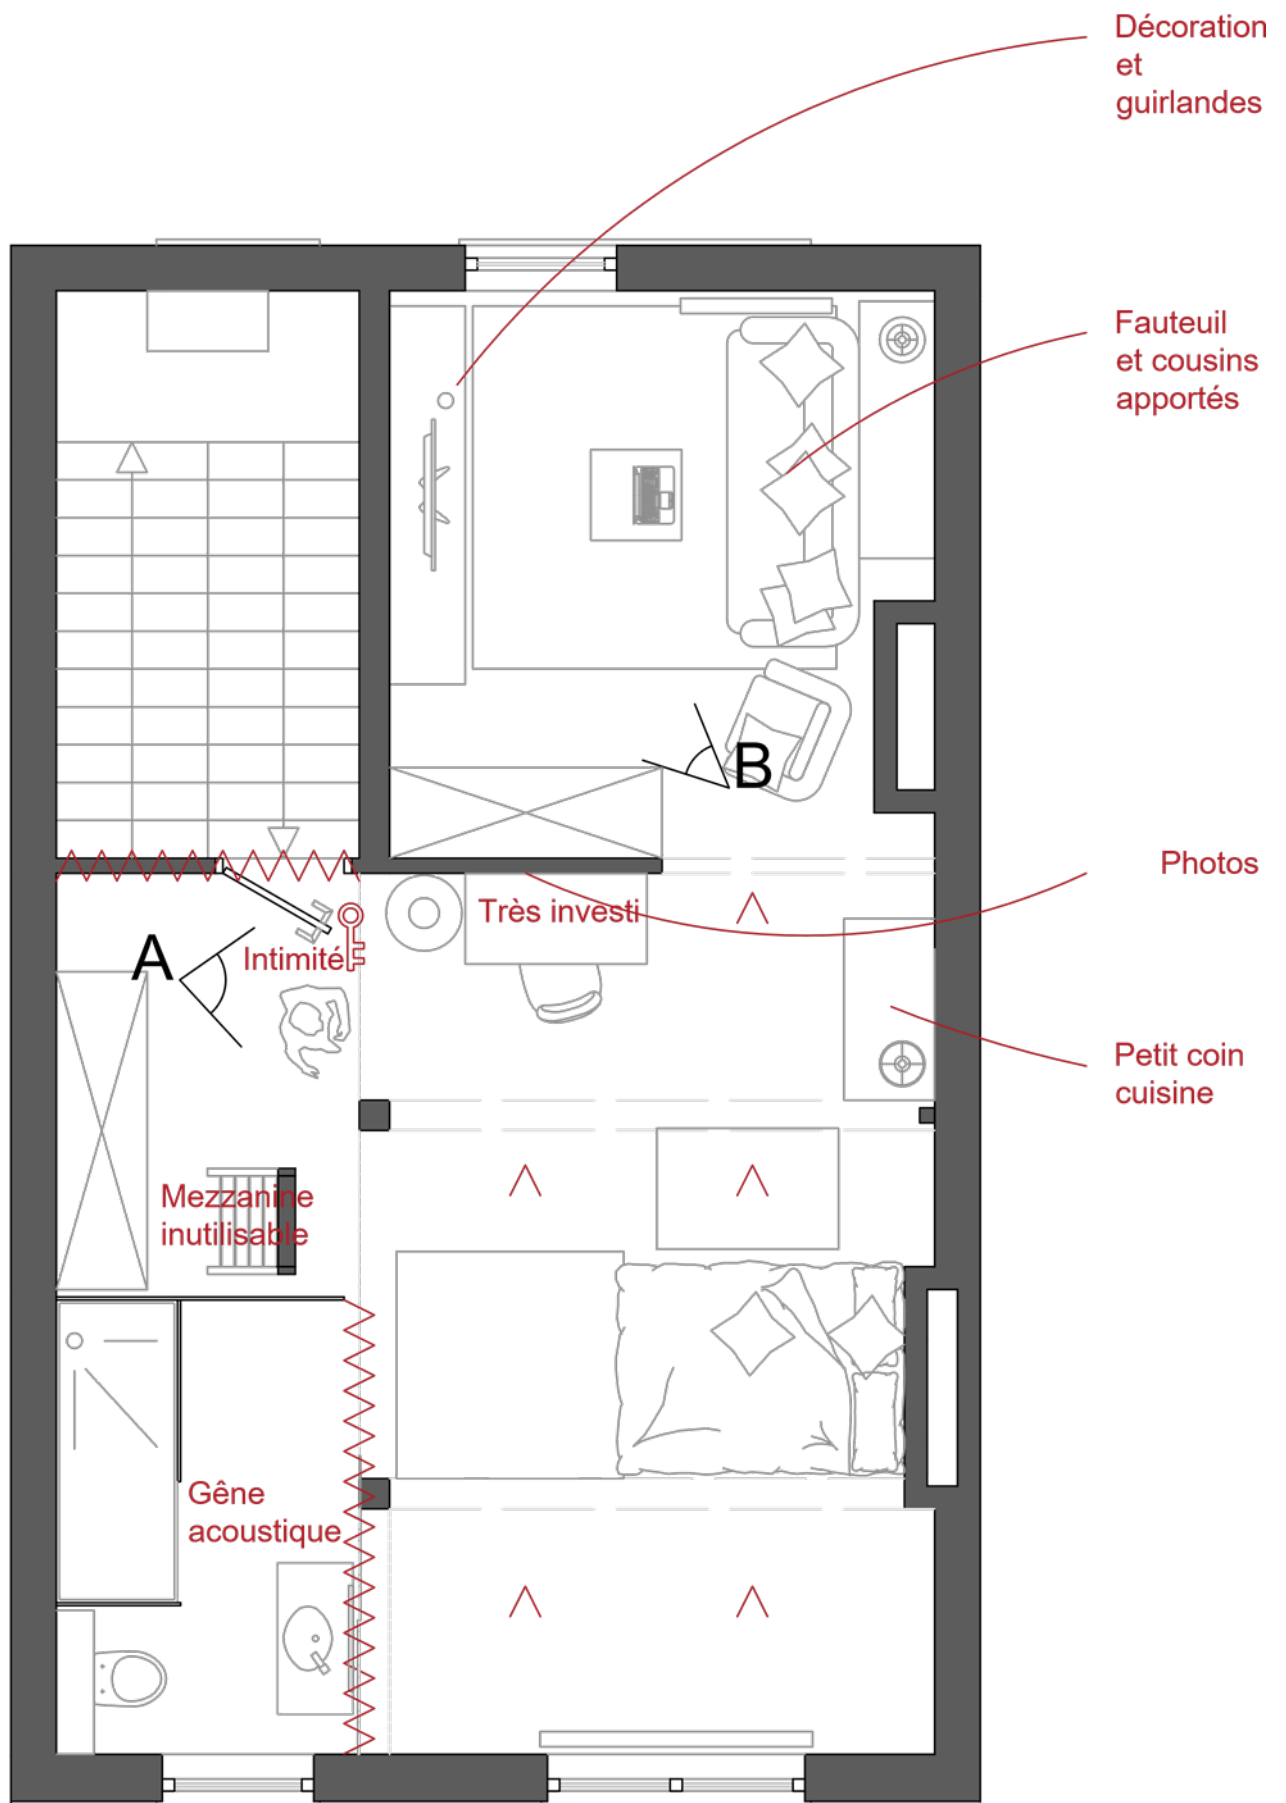 Décoration
et
guirlandes
Fauteuil
et cousins
apportés
B
Photos
Très investi
A
Intimité
Petit coin
cuisine
Mezzanine
inutilisable
Gêne
acoustique